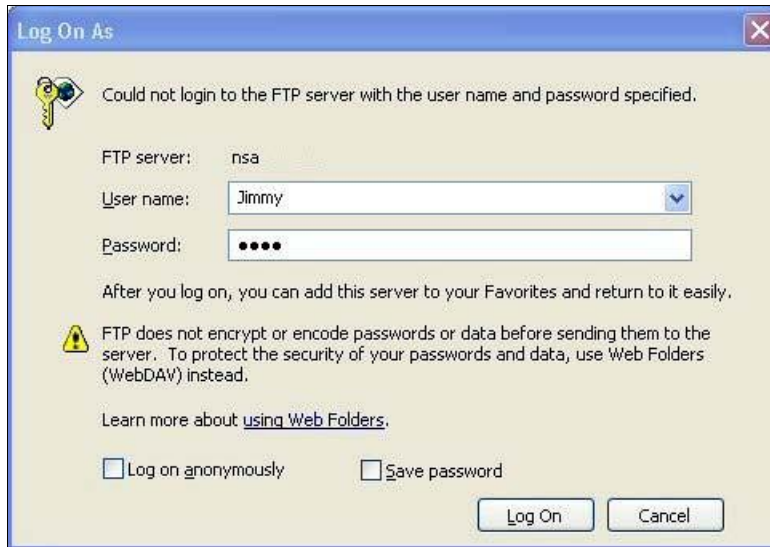 Log On As
Could not login to the FTP server with the user name and password specified.
FTP server: nsa
User name: Jimmy
Password: ●●●●
After you log on, you can add this server to your Favorites and return to it easily.
FTP does not encrypt or encode passwords or data before sending them to the
server. To protect the security of your passwords and data, use Web Folders
(WebDAV) instead.
Learn more about using Web Folders.
Log on anonymously Save password
Log On Cancel